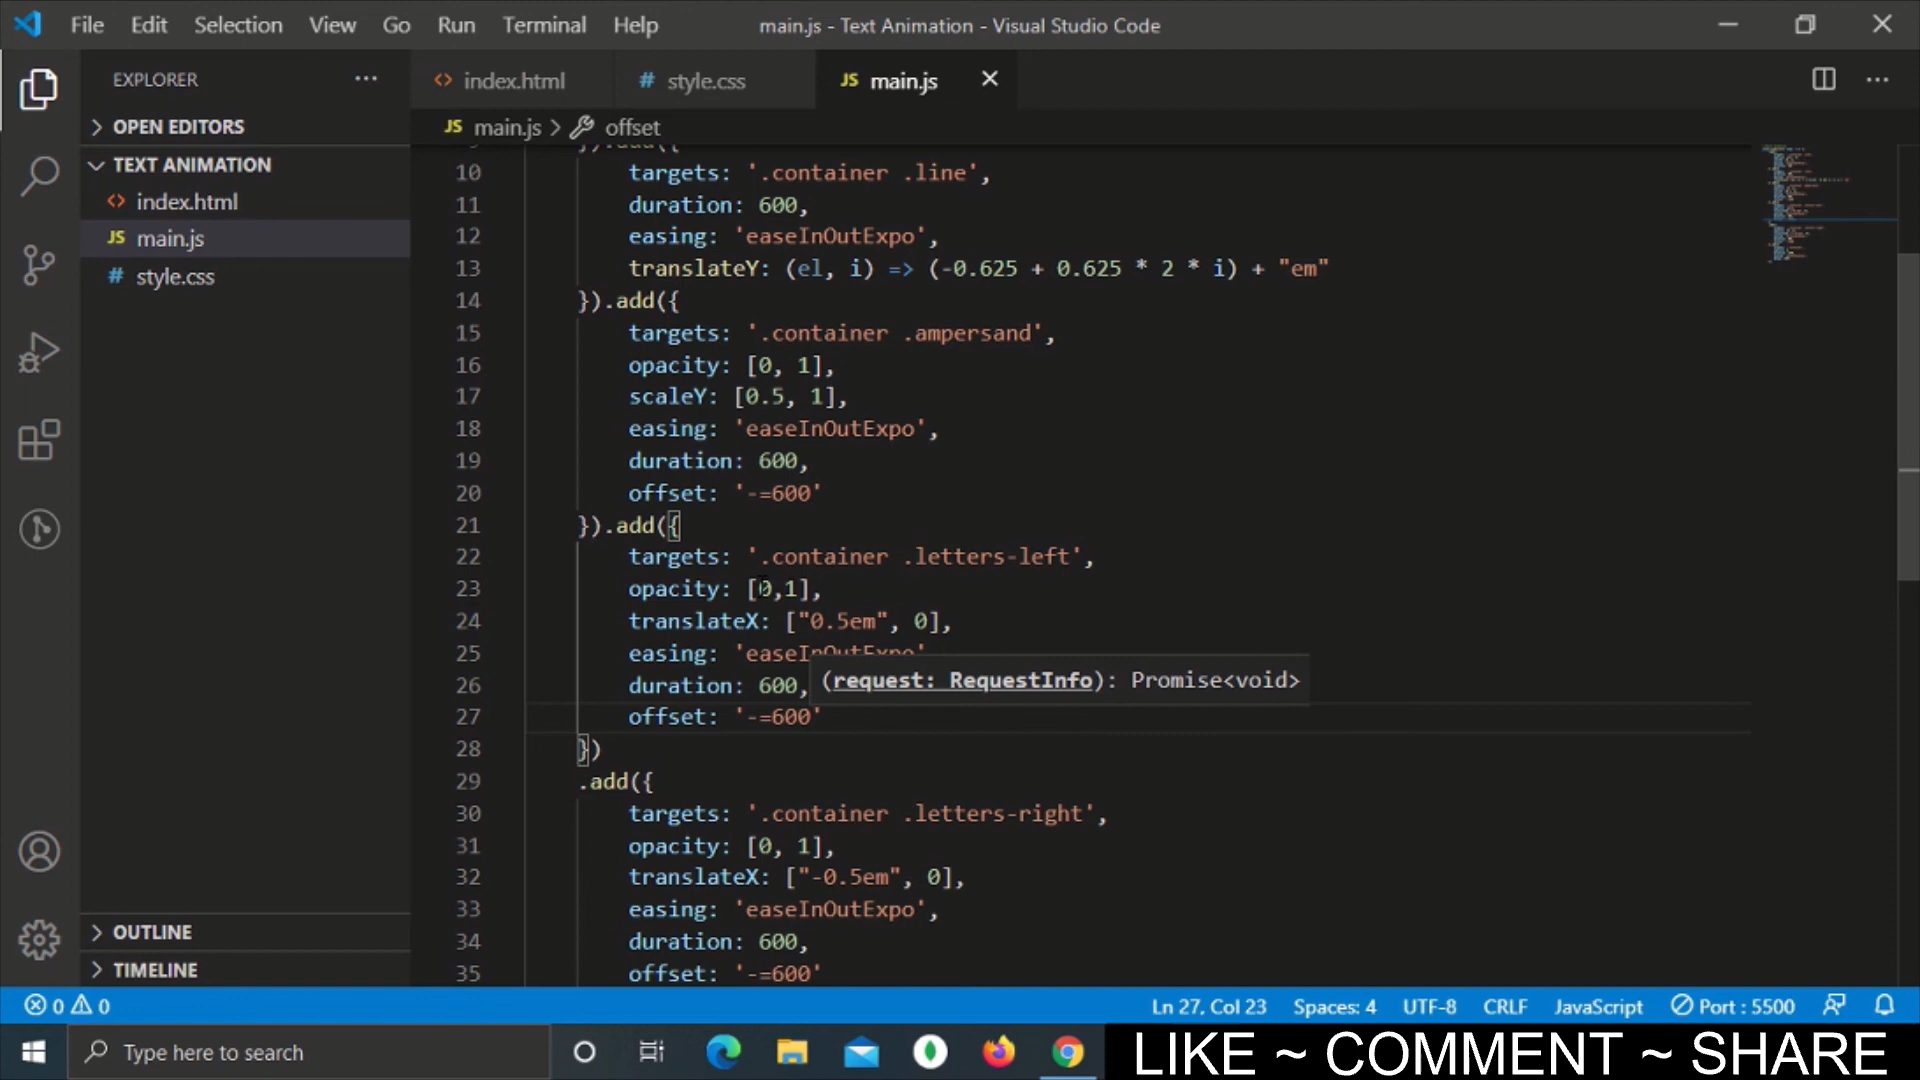 File Edit Selection View Go Run Terminal Help main.js - Text Animation - Visual Studio Code
EXPLORER
OPEN EDITORS
TEXT ANIMATION
index.html
JS main.js
# style.css
OUTLINE
TIMELINE
index.html # style.css JS main.js
JS main.js > offset
}).add({
10 targets: '.container .line',
11 duration: 600,
12 easing: 'easeInOutExpo',
13 translateY: (el, i) => (-0.625 + 0.625 * 2 * i) + "em"
14 }).add({
15 targets: '.container .ampersand',
16 opacity: [0, 1],
17 scaleY: [0.5, 1],
18 easing: 'easeInOutExpo',
19 duration: 600,
20 offset: '-=600'
21 }).add({
22 targets: '.container .letters-left',
23 opacity: [0,1],
24 translateX: ["0.5em", 0],
25 easing: 'easeInOutExpo',
26 duration: 600,
(request: RequestInfo): Promise<void>
27 offset: '-=600'
28 })
29 .add({
30 targets: '.container .letters-right',
31 opacity: [0, 1],
32 translateX: ["-0.5em", 0],
33 easing: 'easeInOutExpo',
34 duration: 600,
35 offset: '-=600'
0 0 Ln 27, Col 23 Spaces: 4 UTF-8 CRLF JavaScript Port : 5500
Type here to search
LIKE ~ COMMENT ~ SHARE